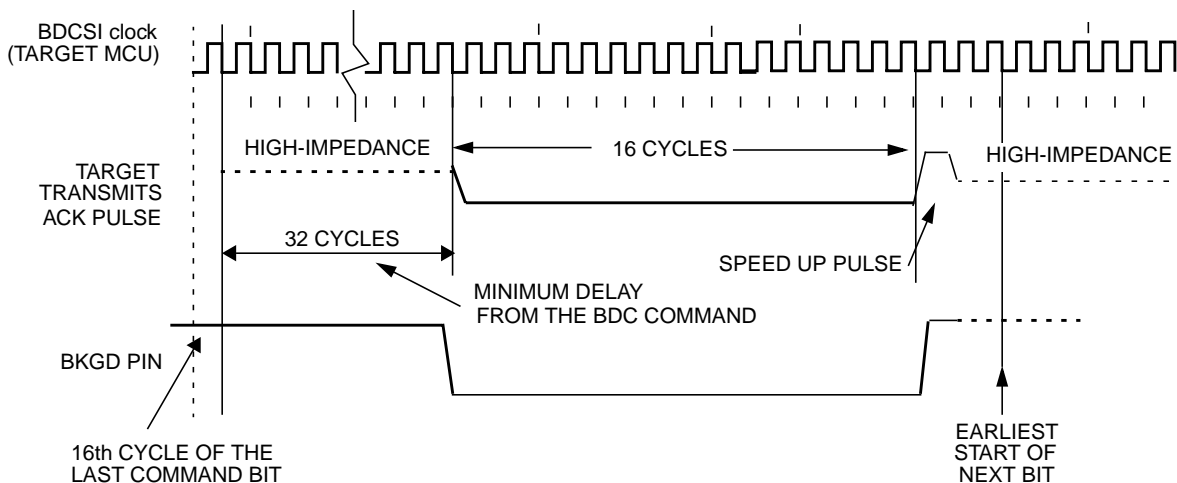 BDCSI clock
(TARGET MCU)
HIGH-IMPEDANCE
16 CYCLES
HIGH-IMPEDANCE
TARGET
TRANSMITS
ACK PULSE
32 CYCLES
SPEED UP PULSE
MINIMUM DELAY
FROM THE BDC COMMAND
BKGD PIN
16th CYCLE OF THE
LAST COMMAND BIT
EARLIEST
START OF
NEXT BIT